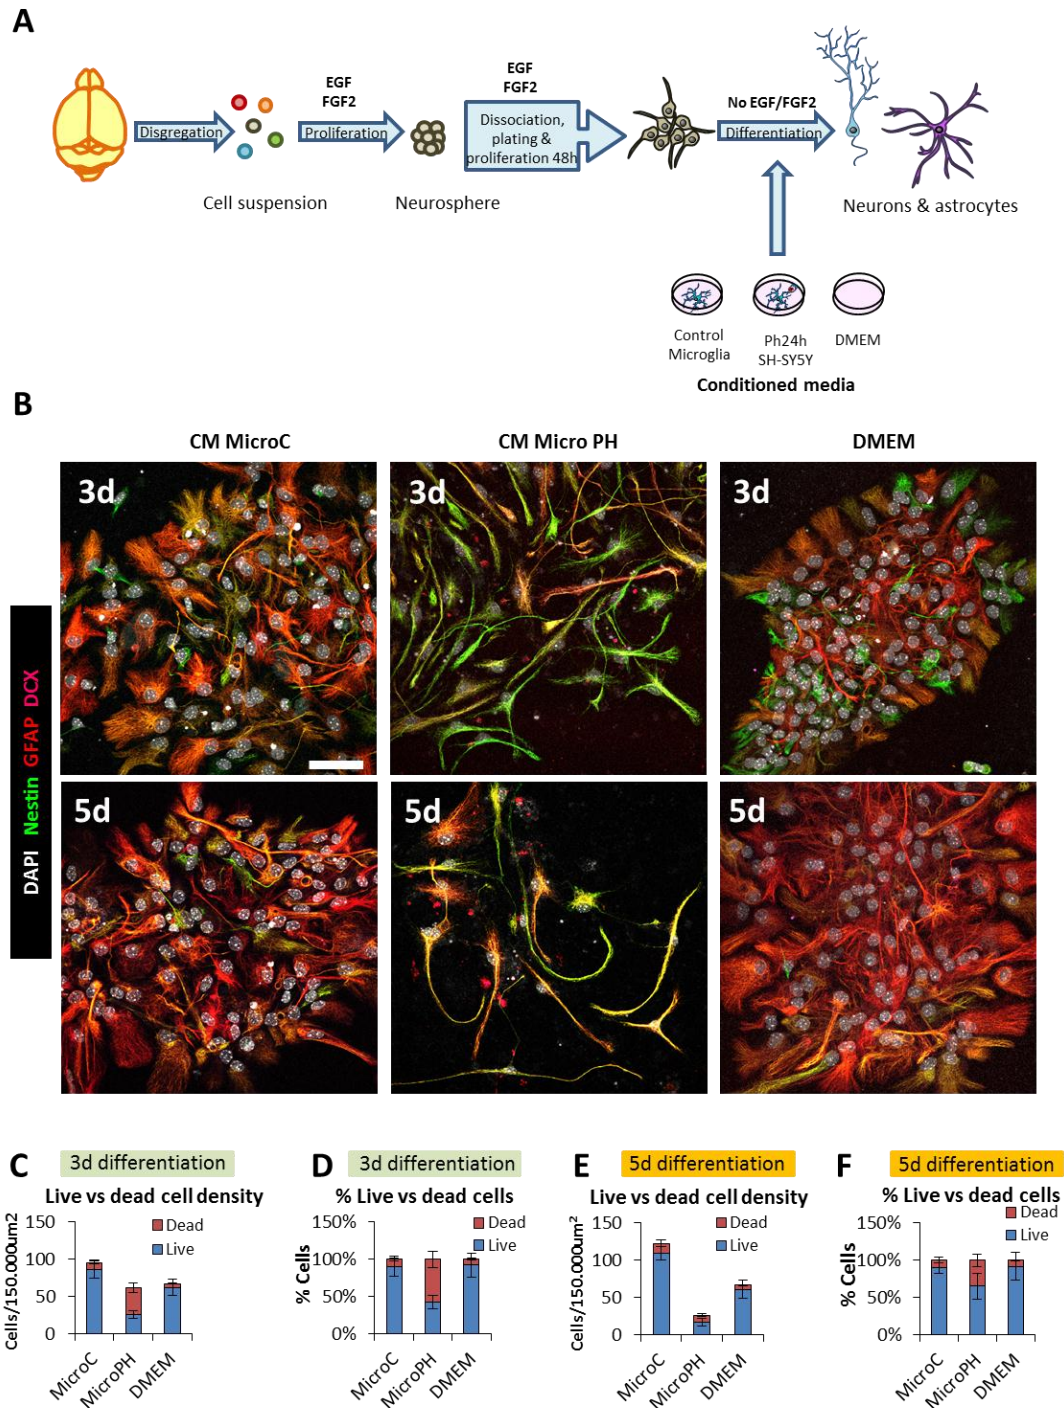 A
EGF
FGF2
EGF
FGF2
No EGF/FGF2
Disgregation
Proliferation
Dissociation,
plating &
proliferation 48h
Differentiation
Cell suspension
Neurosphere
Neurons & astrocytes
Control
Microglia
Ph24h
SH-SY5Y
DMEM
Conditioned media
B
CM MicroC
CM Micro PH
DMEM
3d
3d
3d
DAPI Nestin GFAP DCX
5d
5d
5d
C
3d differentiation
Live vs dead cell density
Cells/150.000um2
150
100
50
0
Dead
Live
MicroC
MicroPH
DMEM
D
3d differentiation
% Live vs dead cells
% Cells
150%
100%
50%
0%
Dead
Live
MicroC
MicroPH
DMEM
E
5d differentiation
Live vs dead cell density
Cells/150.000um²
150
100
50
0
Dead
Live
MicroC
MicroPH
DMEM
F
5d differentiation
% Live vs dead cells
% Cells
150%
100%
50%
0%
Dead
Live
MicroC
MicroPH
DMEM